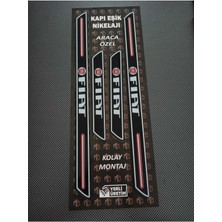 KAPI EŞİK
NİKELAJI
ARACA
ÖZEL
FIAT
FIAT
FIAT
FIAT
KOLAY
MONTAJ
YERLİ
ÜRETİM